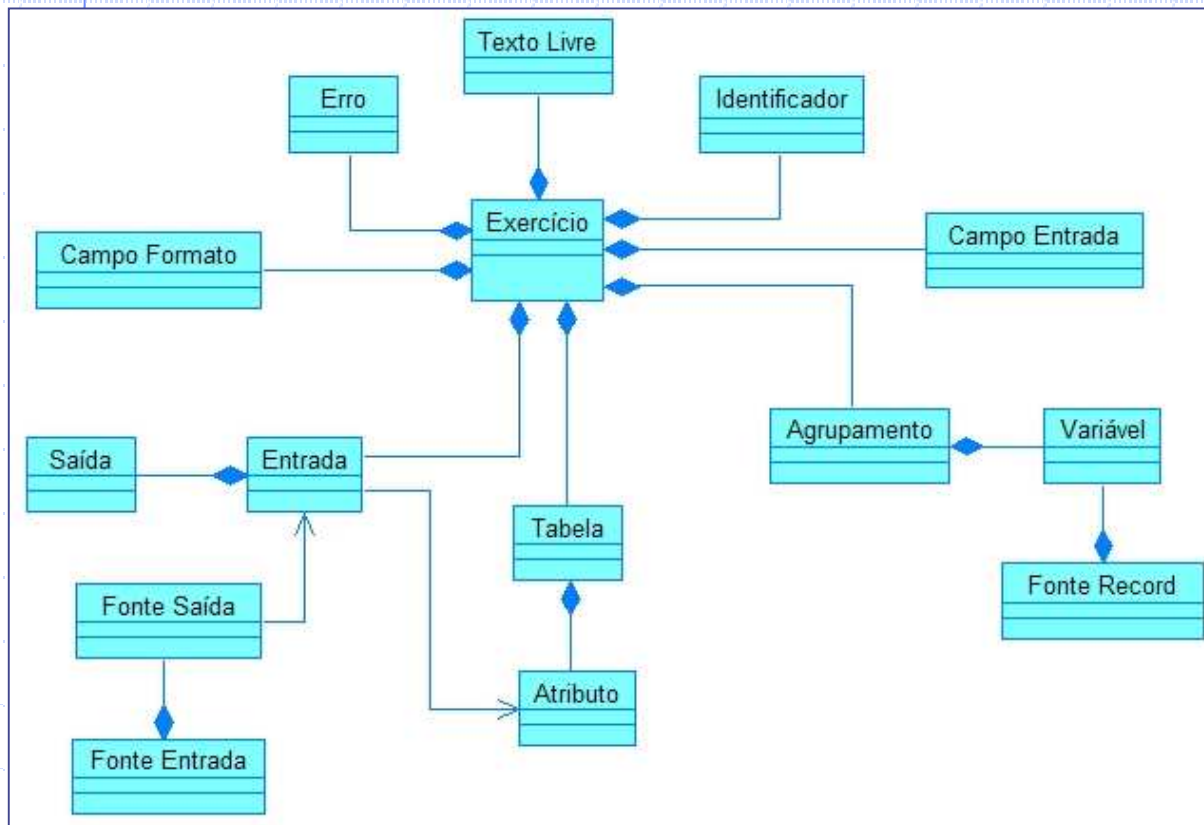 Texto Livre
Erro
Identificador
Exercício
Campo Formato
Campo Entrada
Agrupamento
Variável
Saída
Entrada
Tabela
Fonte Record
Fonte Saída
Atributo
Fonte Entrada